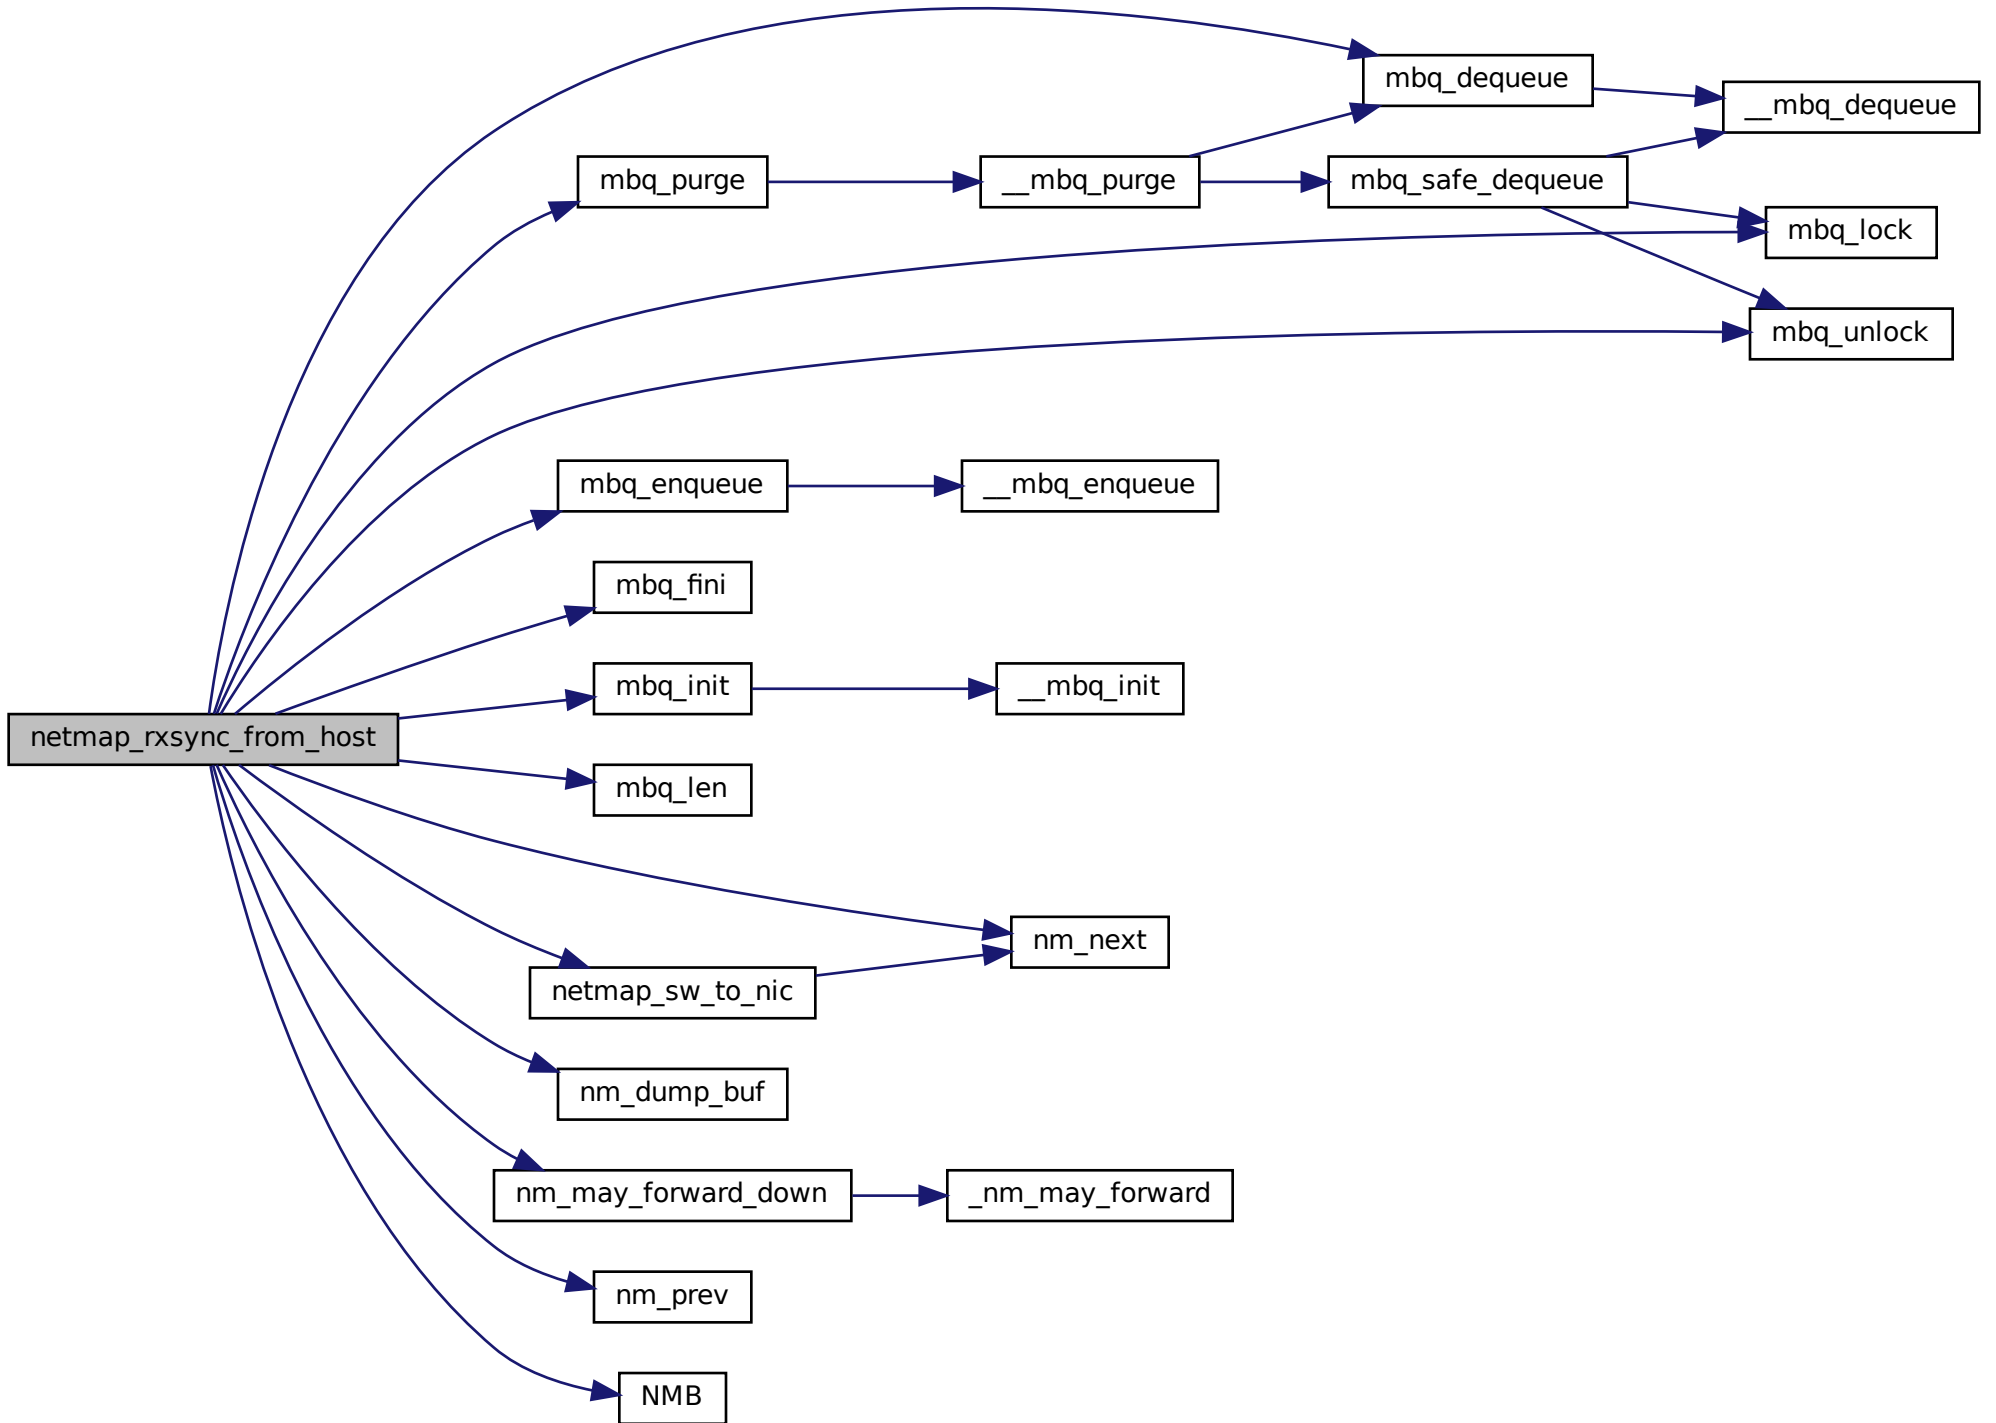 mbq_dequeue
__mbq_dequeue
mbq_purge
__mbq_purge
mbq_safe_dequeue
mbq_lock
mbq_unlock
mbq_enqueue
__mbq_enqueue
mbq_fini
mbq_init
__mbq_init
netmap_rxsync_from_host
mbq_len
nm_next
netmap_sw_to_nic
nm_dump_buf
nm_may_forward_down
_nm_may_forward
nm_prev
NMB